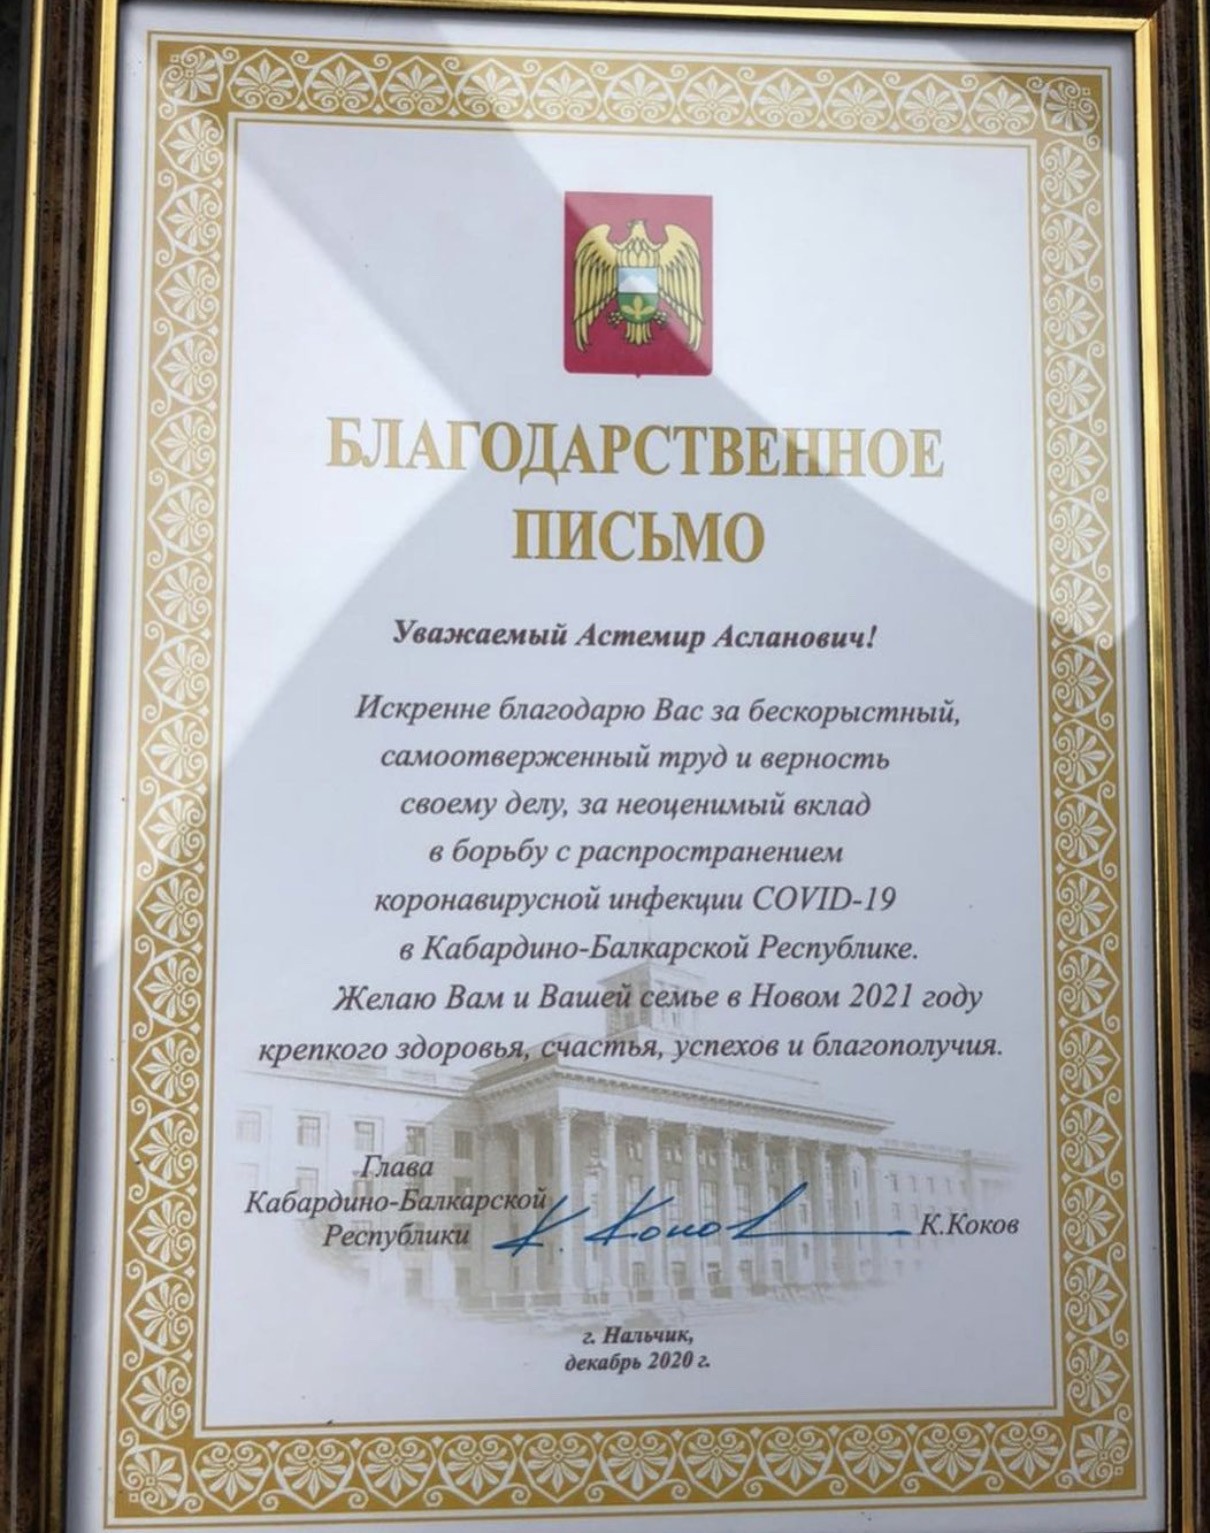 БЛАГОДАРСТВЕННОЕ
ПИСЬМО
Уважаемый Астемир Асланович!
Искренне благодарю Вас за бескорыстный,
самоотверженный труд и верность
своему делу, за неоценимый вклад
в борьбу с распространением
коронавирусной инфекции COVID-19
в Кабардино-Балкарской Республике.
Желаю Вам и Вашей семье в Новом 2021 году
крепкого здоровья, счастья, успехов и благополучия.
Глава
Кабардино-Балкарской
Республики
К. Коков
К.Коков
г. Нальчик,
декабрь 2020 г.